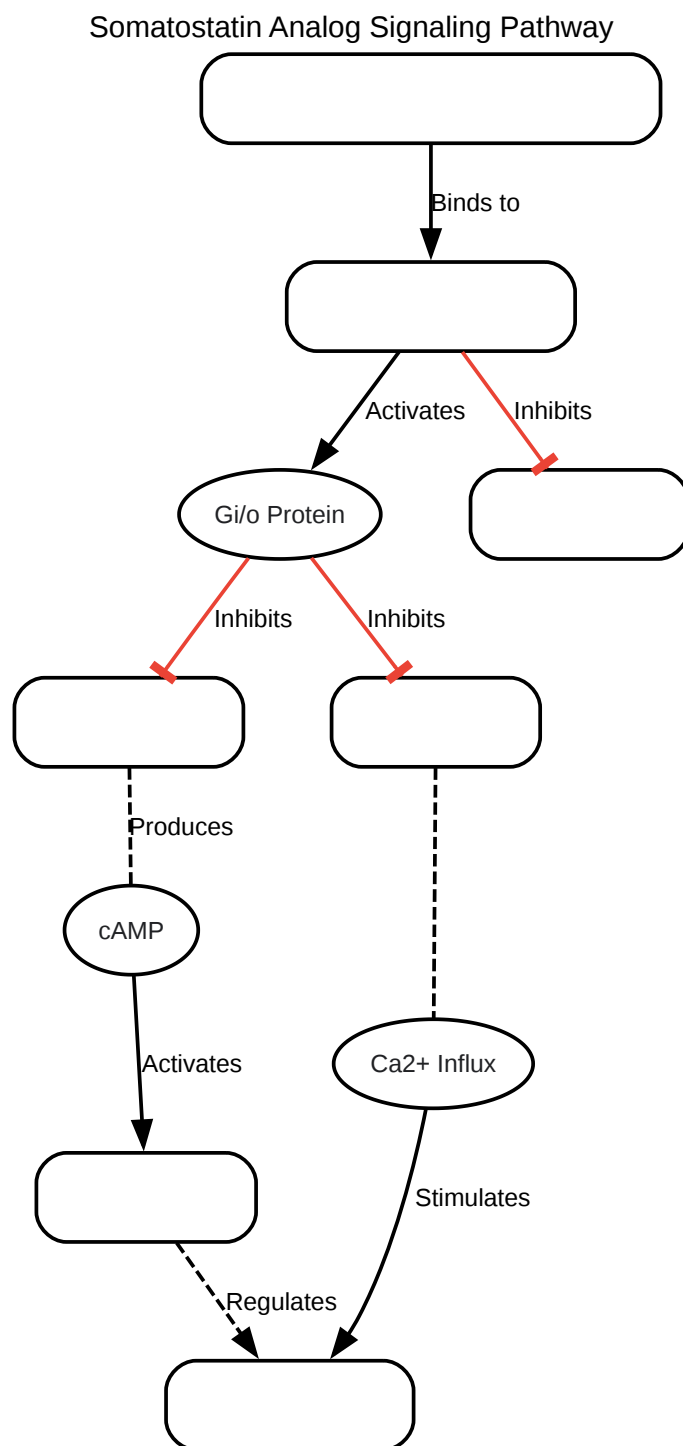 Somatostatin Analog Signaling Pathway
Binds to
Activates
Inhibits
Gi/o Protein
Inhibits
Inhibits
Produces
cAMP
Activates
Ca2+ Influx
Stimulates
Regulates